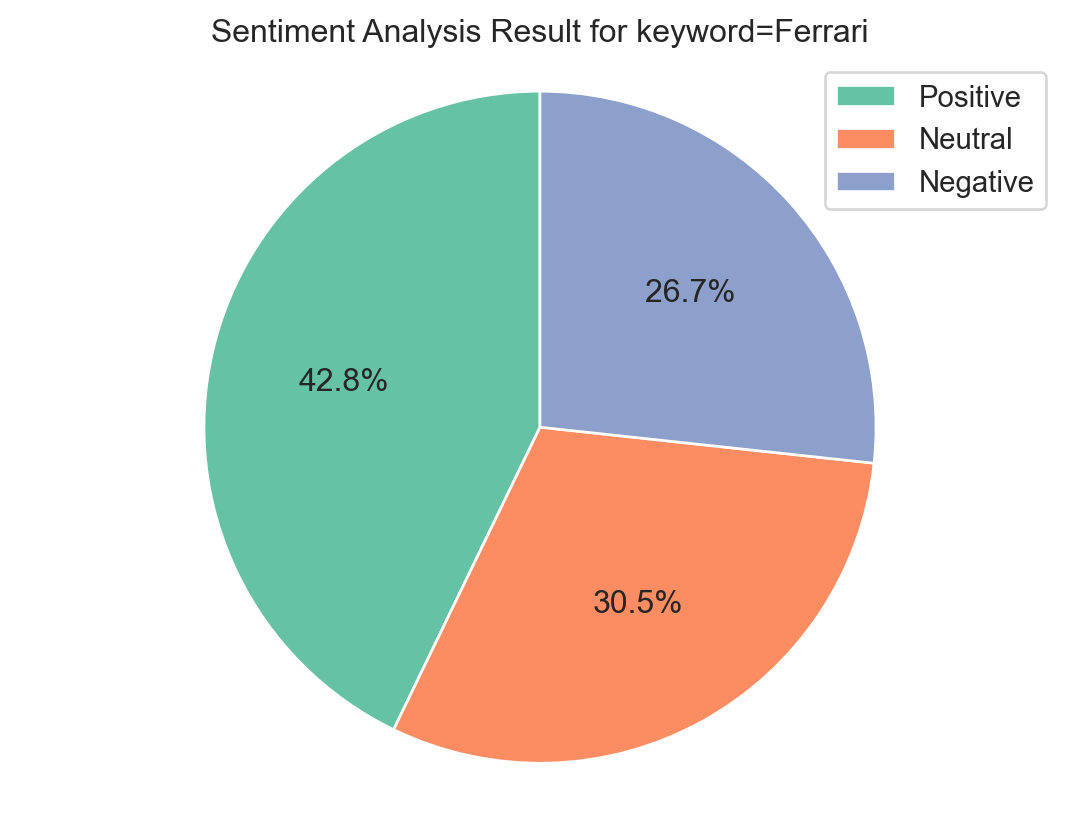 Sentiment Analysis Result for keyword=Ferrari
Positive
Neutral
Negative
26.7%
42.8%
30.5%